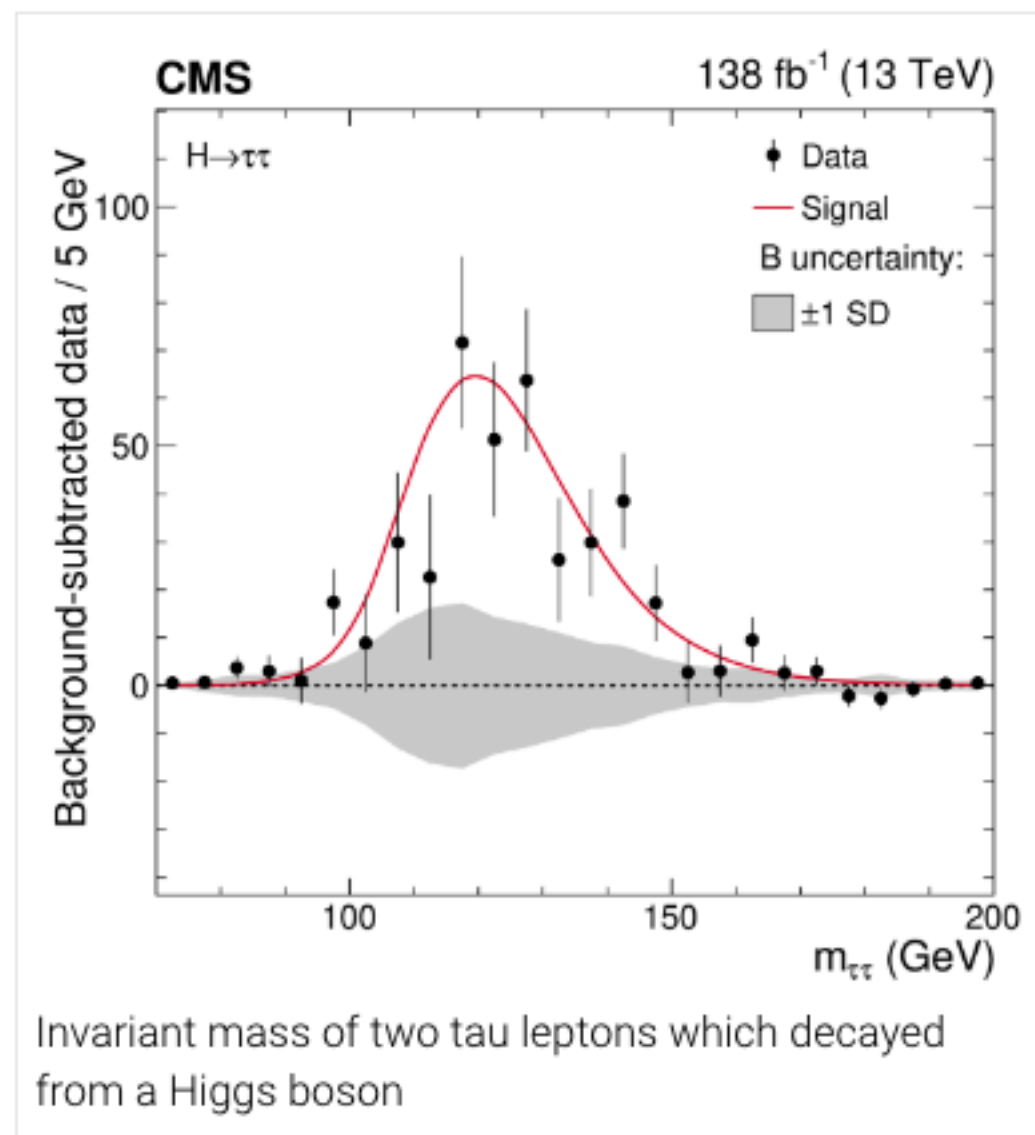 CMS
138 fb⁻¹ (13 TeV)
H→ττ
Data
Signal
B uncertainty:
±1 SD
Background-subtracted data / 5 GeV
100
50
0
100
150
200
m_ττ (GeV)
Invariant mass of two tau leptons which decayed
from a Higgs boson